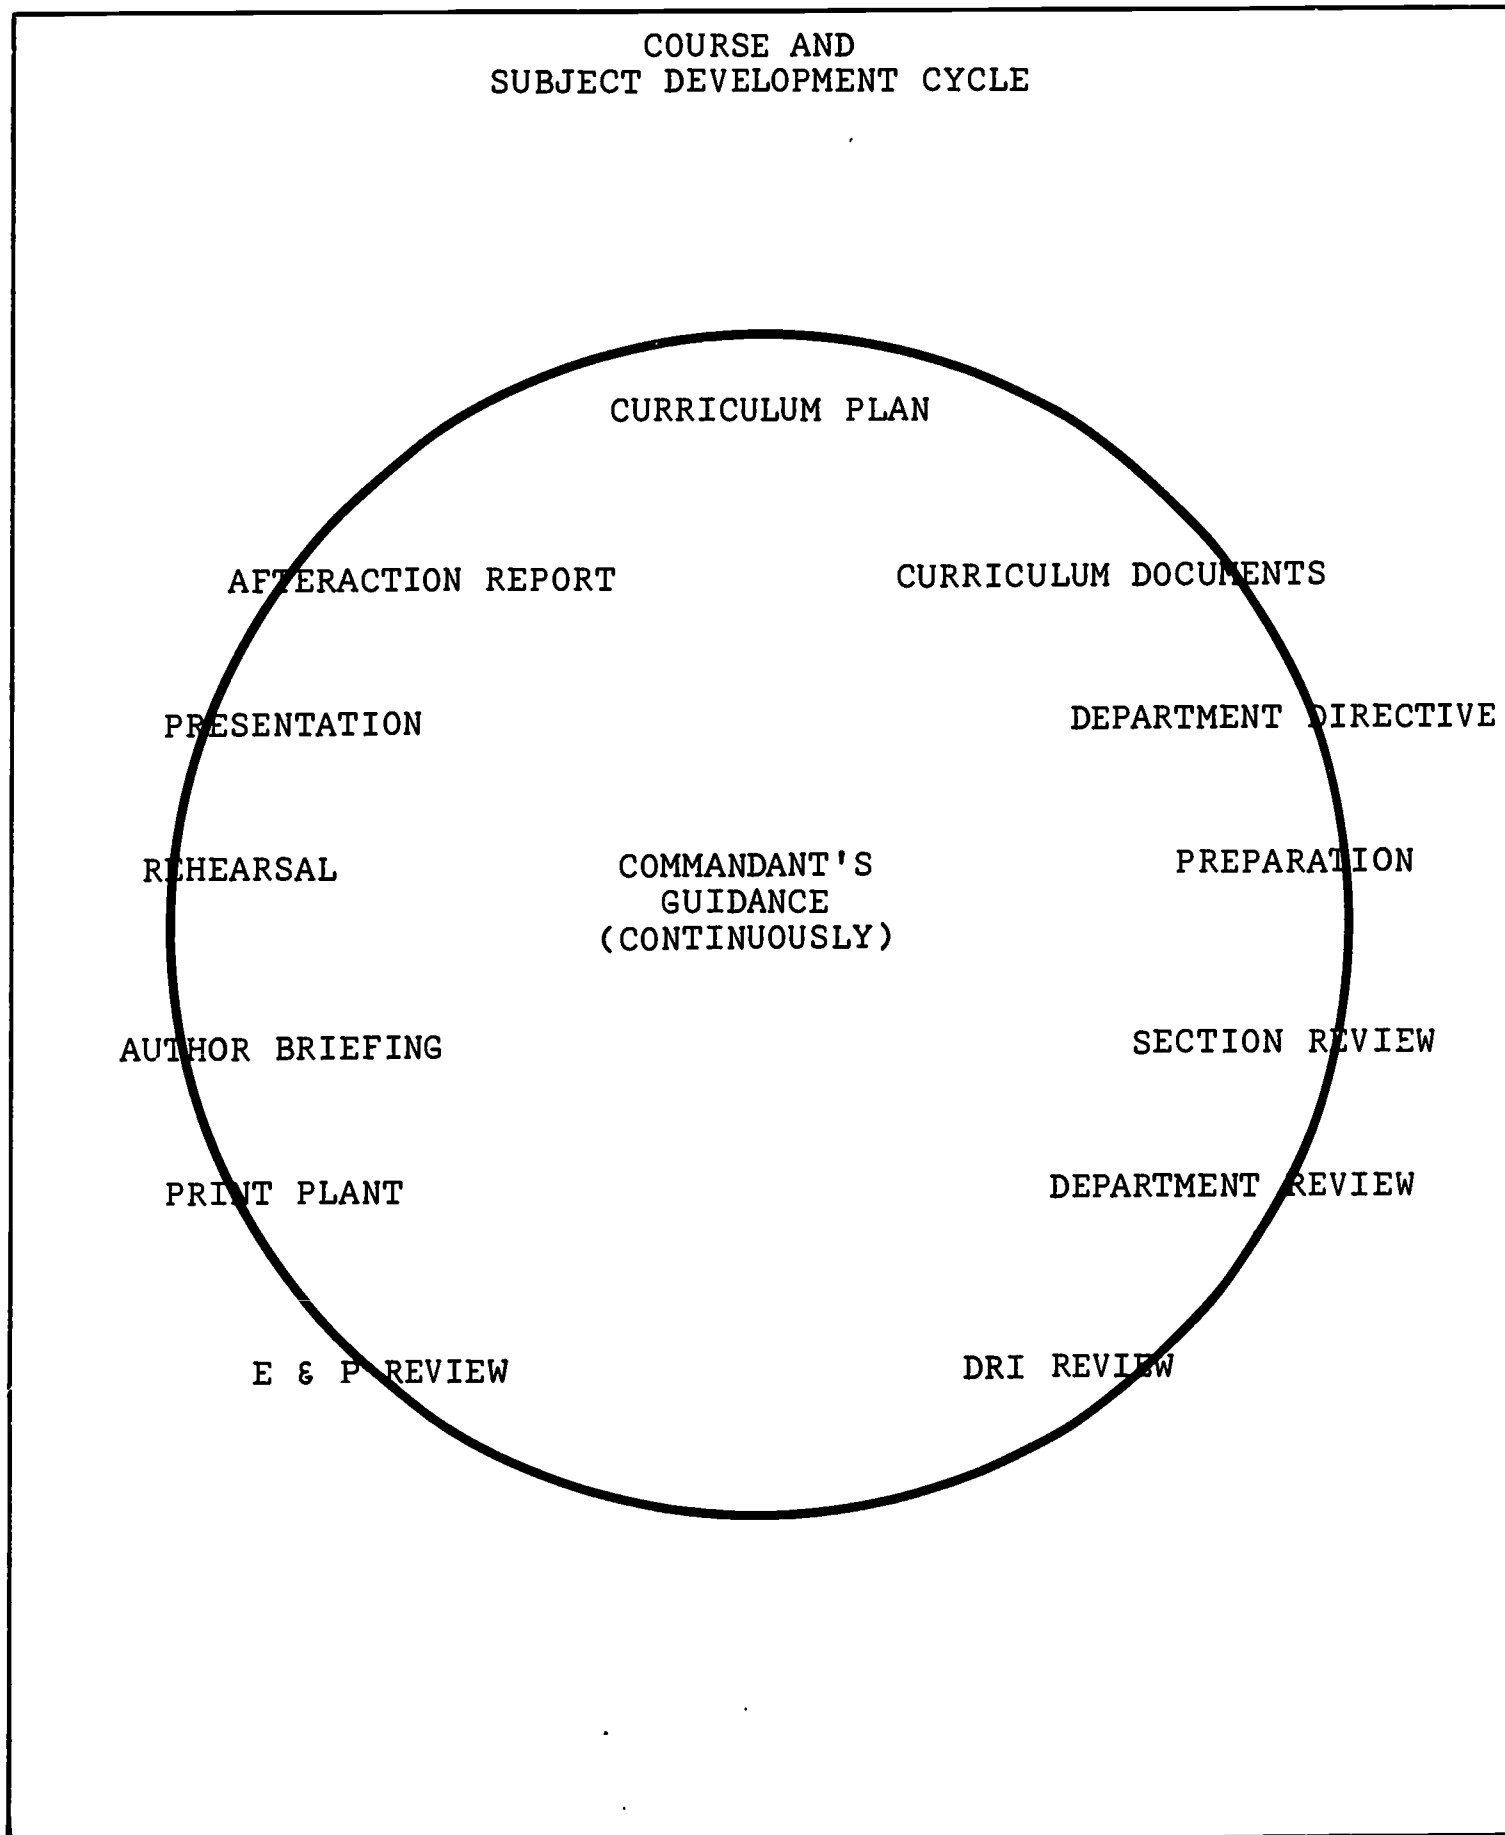 COURSE AND
SUBJECT DEVELOPMENT CYCLE
CURRICULUM PLAN
AFTERACTION REPORT
CURRICULUM DOCUMENTS
PRESENTATION
DEPARTMENT DIRECTIVE
REHEARSAL
COMMANDANT'S
GUIDANCE
(CONTINUOUSLY)
PREPARATION
AUTHOR BRIEFING
SECTION REVIEW
PRINT PLANT
DEPARTMENT REVIEW
E & P REVIEW
DRI REVIEW